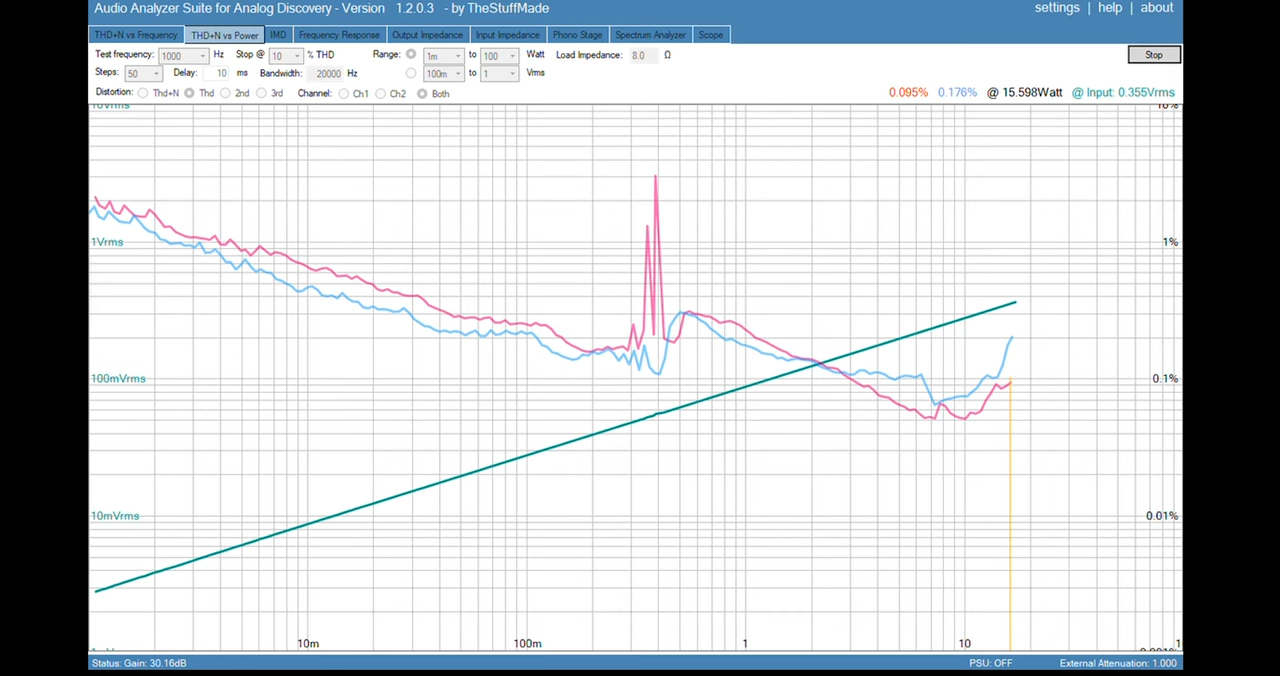 Audio Analyzer Suite for Analog Discovery - Version 1.2.0.3 - by TheStuffMade settings | help | about
THD+N vs Frequency THD+N vs Power IMD Frequency Response Output Impedance Input Impedance Phono Stage Spectrum Analyzer Scope
Test frequency: 1000 Hz Stop @ 10 % THD Range: 1m to 100 Watt Load Impedance: 8.0 Ω Stop
Steps: 50 Delay: 10 ms Bandwidth: 20000 Hz 100m to 1 Vrms
Distortion: Thd+N Thd 2nd 3rd Channel: Ch1 Ch2 Both 0.095% 0.176% @ 15.598Watt @ Input: 0.355Vrms
10Vrms 10%
1Vrms 1%
100mVrms 0.1%
10mVrms 0.01%
10m 100m 1 10 1
0.001%
Status: Gain: 30.16dB PSU: OFF External Attenuation: 1.000